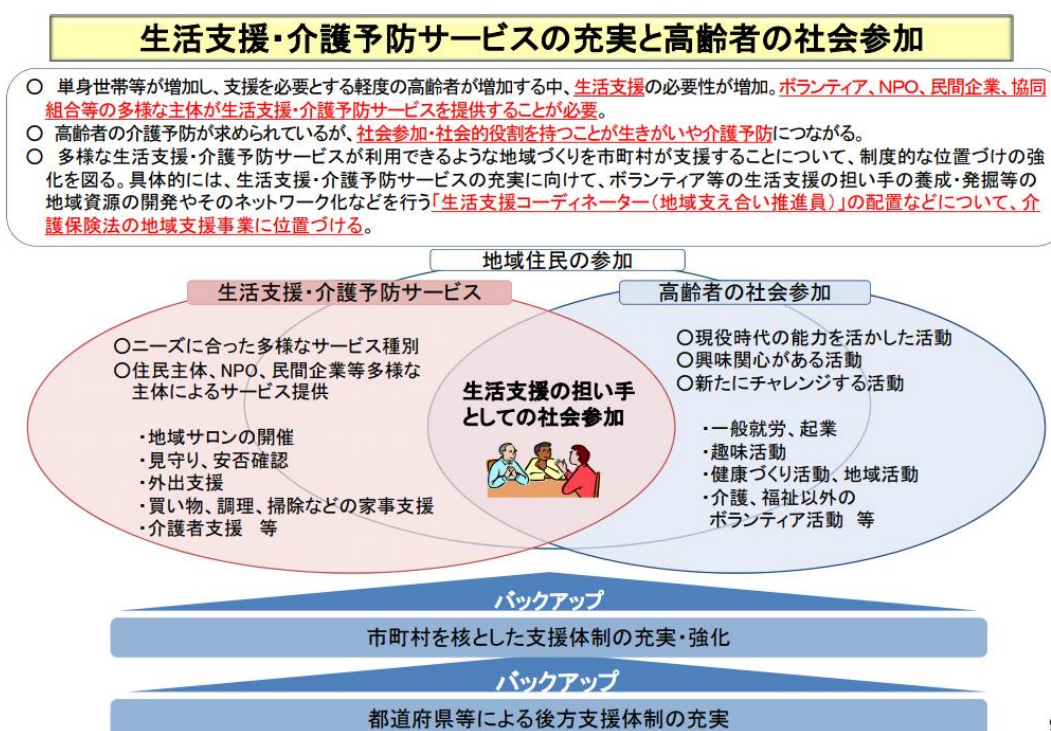 生活支援・介護予防サービスの充実と高齢者の社会参加
○ 単身世帯等が増加し、支援を必要とする軽度の高齢者が増加する中、生活支援の必要性が増加。ボランティア、NPO、民間企業、協同
組合等の多様な主体が生活支援・介護予防サービスを提供することが必要。
○ 高齢者の介護予防が求められているが、社会参加・社会的役割を持つことが生きがいや介護予防につながる。
○ 多様な生活支援・介護予防サービスが利用できるような地域づくりを市町村が支援することについて、制度的な位置づけの強
化を図る。具体的には、生活支援・介護予防サービスの充実に向けて、ボランティア等の生活支援の担い手の養成・発掘等の
地域資源の開発やそのネットワーク化などを行う「生活支援コーディネーター(地域支え合い推進員)」の配置などについて、介
護保険法の地域支援事業に位置づける。
地域住民の参加
生活支援・介護予防サービス
○ニーズに合った多様なサービス種別
○住民主体、NPO、民間企業等多様な
主体によるサービス提供
・地域サロンの開催
・見守り、安否確認
・外出支援
・買い物、調理、掃除などの家事支援
・介護者支援 等
生活支援の担い手
としての社会参加
高齢者の社会参加
○現役時代の能力を活かした活動
○興味関心がある活動
○新たにチャレンジする活動
・一般就労、起業
・趣味活動
・健康づくり活動、地域活動
・介護、福祉以外の
ボランティア活動 等
バックアップ
市町村を核とした支援体制の充実・強化
バックアップ
都道府県等による後方支援体制の充実